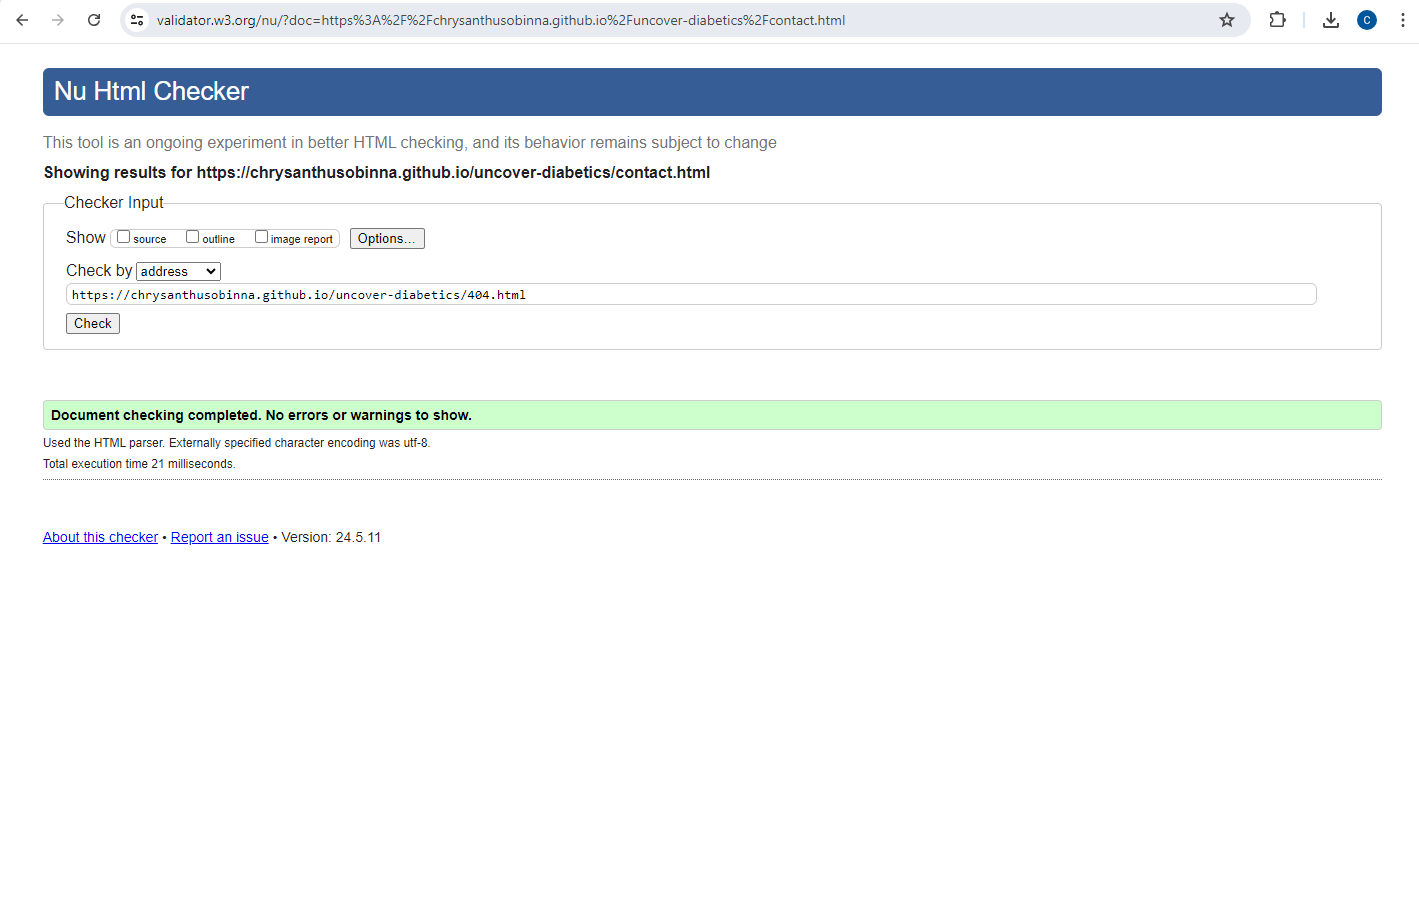 validator.w3.org/nu/?doc=https%3A%2F%2Fchrysanthusobinna.github.io%2Funcover-diabetics%2Fcontact.html
C
Nu Html Checker
This tool is an ongoing experiment in better HTML checking, and its behavior remains subject to change
Showing results for https://chrysanthusobinna.github.io/uncover-diabetics/contact.html
Checker Input
Show source outline image report Options...
Check by address
https://chrysanthusobinna.github.io/uncover-diabetics/404.html
Check
Document checking completed. No errors or warnings to show.
Used the HTML parser. Externally specified character encoding was utf-8.
Total execution time 21 milliseconds.
About this checker • Report an issue • Version: 24.5.11